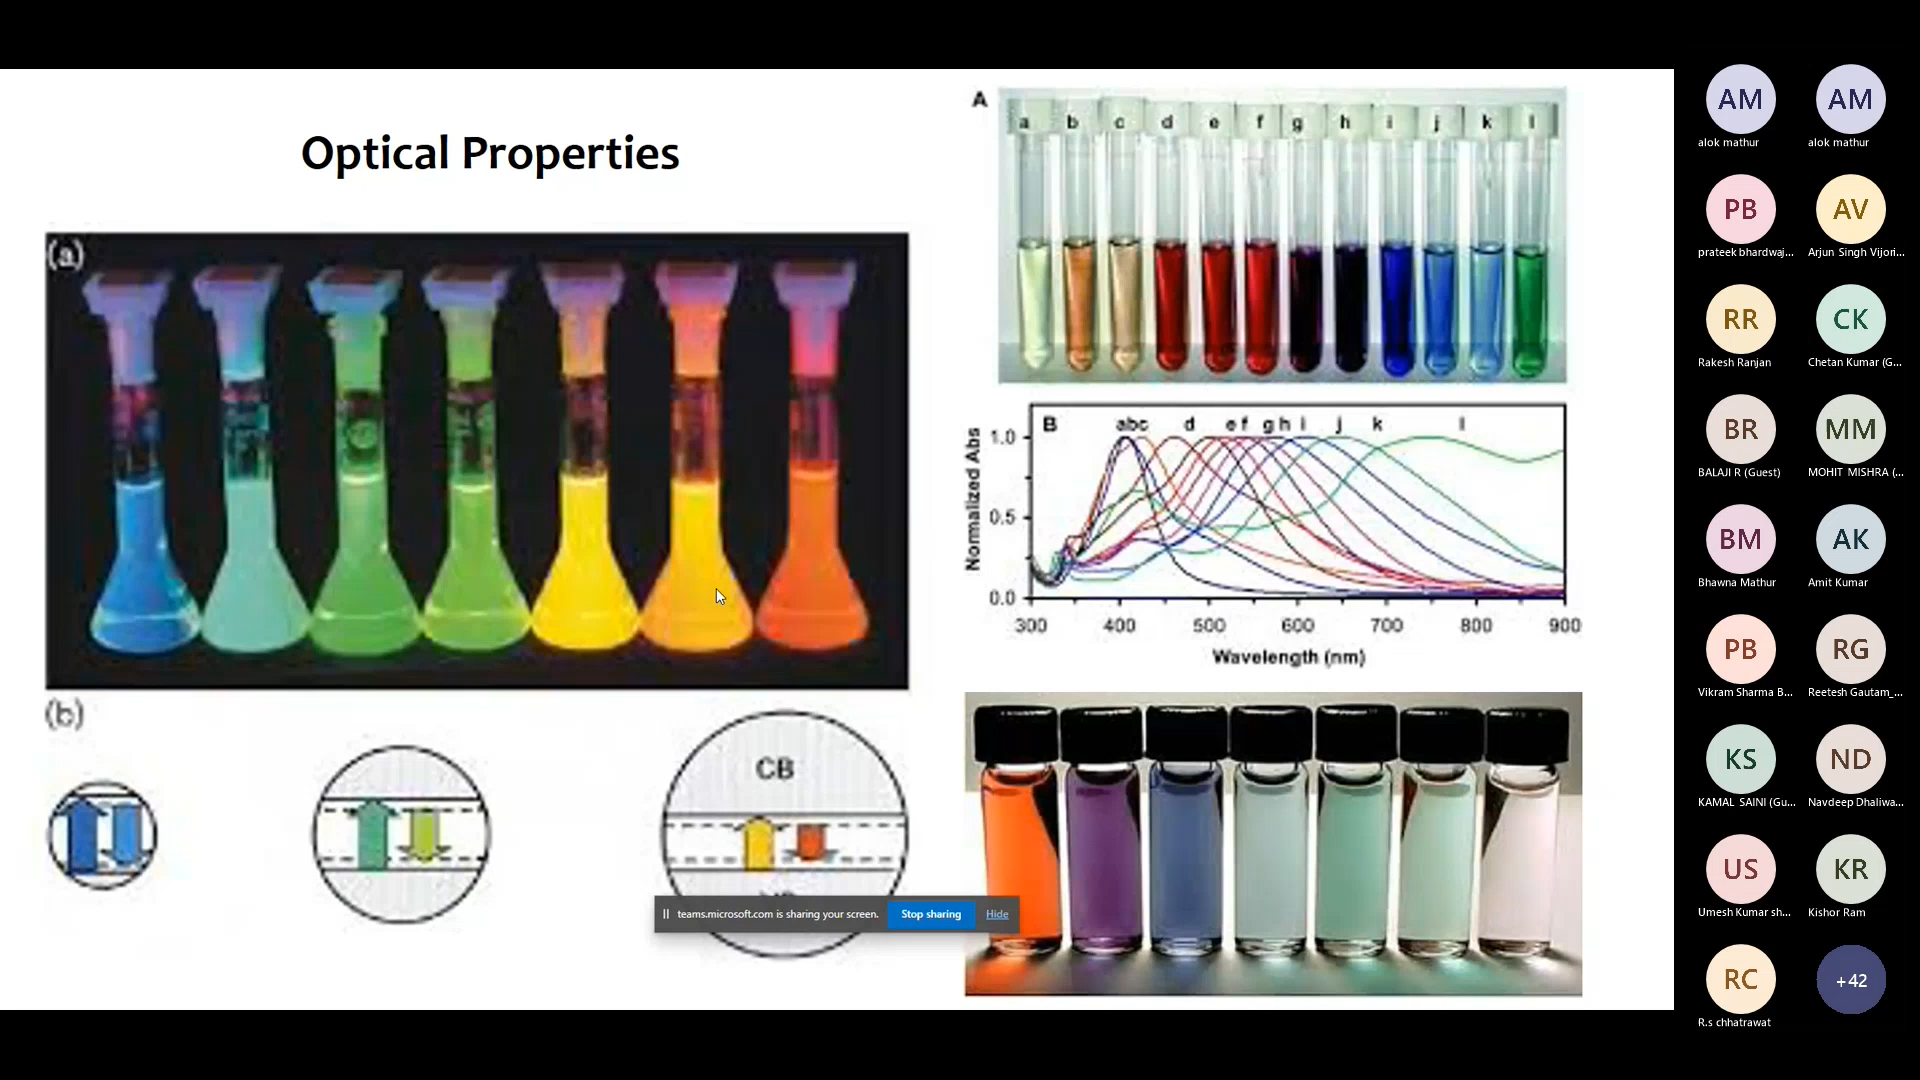 Optical Properties
(a)
(b)
CB
A
a b c d e f g h i j k l
B
abc d e f g h i j k l
Normalized Abs
1.0
0.5
0.0
300 400 500 600 700 800 900
Wavelength (nm)
teams.microsoft.com is sharing your screen.
Stop sharing
Hide
AM
alok mathur
AM
alok mathur
PB
prateek bhardwaj...
AV
Arjun Singh Vijori...
RR
Rakesh Ranjan
CK
Chetan Kumar (G...
BR
BALAJI R (Guest)
MM
MOHIT MISHRA (...
BM
Bhawna Mathur
AK
Amit Kumar
PB
Vikram Sharma B...
RG
Reetesh Gautam_...
KS
KAMAL SAINI (Gu...
ND
Navdeep Dhaliwa...
US
Umesh Kumar sh...
KR
Kishor Ram
RC
R.s chhatrawat
+42